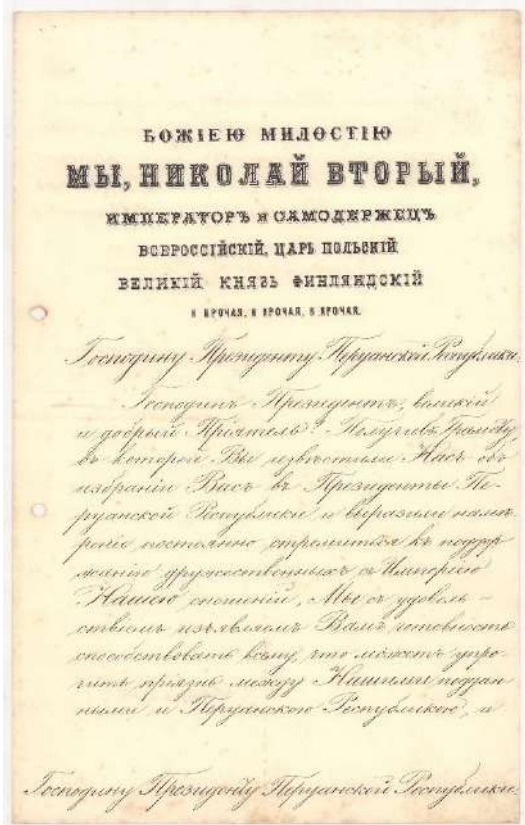 БОЖІЕЮ МИЛОСТІЮ
МЫ, НИКОЛАЙ ВТОРЫЙ,
ИМПЕРАТОРЪ и САМОДЕРЖЕЦЪ
ВСЕРОССІЙСКІЙ, ЦАРЬ ПОЛЬСКІЙ
ВЕЛИКІЙ КНЯЗЬ ФИНЛЯНДСКІЙ
И ПРОЧАЯ, И ПРОЧАЯ, И ПРОЧАЯ.
Господину Президенту Перуанской Республики.
Господинъ Президентъ, великій
и добрый Пріятель! Получивъ Грамоту,
въ которой Вы извѣстили Насъ объ
избраніи Васъ въ Президенты Пе-
руанской Республики и выразили намѣ-
реніе постоянно стремиться къ поддер-
жанію дружественныхъ съ Имперіею
Нашею сношеній, Мы съ удоволь-
ствіемъ изъявляемъ Вамъ готовность
способствовать всему, что можетъ упро-
чить пріязнь между Нашими поддан-
ными и Перуанскою Республикою, а
Господину Президенту Перуанской Республики.